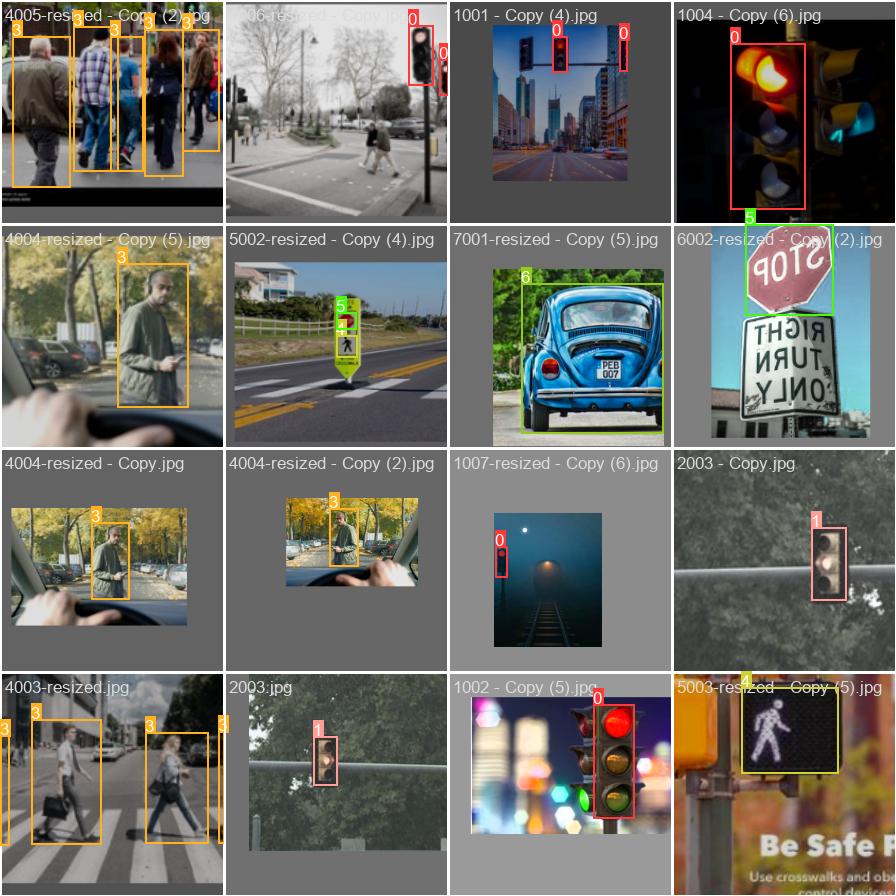 4005-resized - Copy (2).jpg
3
3
3
3
3
.jpg
0
0
1001 - Copy (4).jpg
0
0
1004 - Copy (6).jpg
0
4004-resized - Copy (5).jpg
3
5002-resized - Copy (4).jpg
5
4
7001-resized - Copy (5).jpg
6
PEB
007
6002-resized - Copy (2).jpg
5
STOP
RIGHT
TURN
ONLY
4004-resized - Copy.jpg
3
4004-resized - Copy (2).jpg
3
1007-resized - Copy (6).jpg
0
2003 - Copy.jpg
1
4003-resized.jpg
3
3
3
3
2003.jpg
1
1002 - Copy (5).jpg
0
5003-resized - Copy (5).jpg
4
Be Safe F
Use crosswalks and obe
control devices